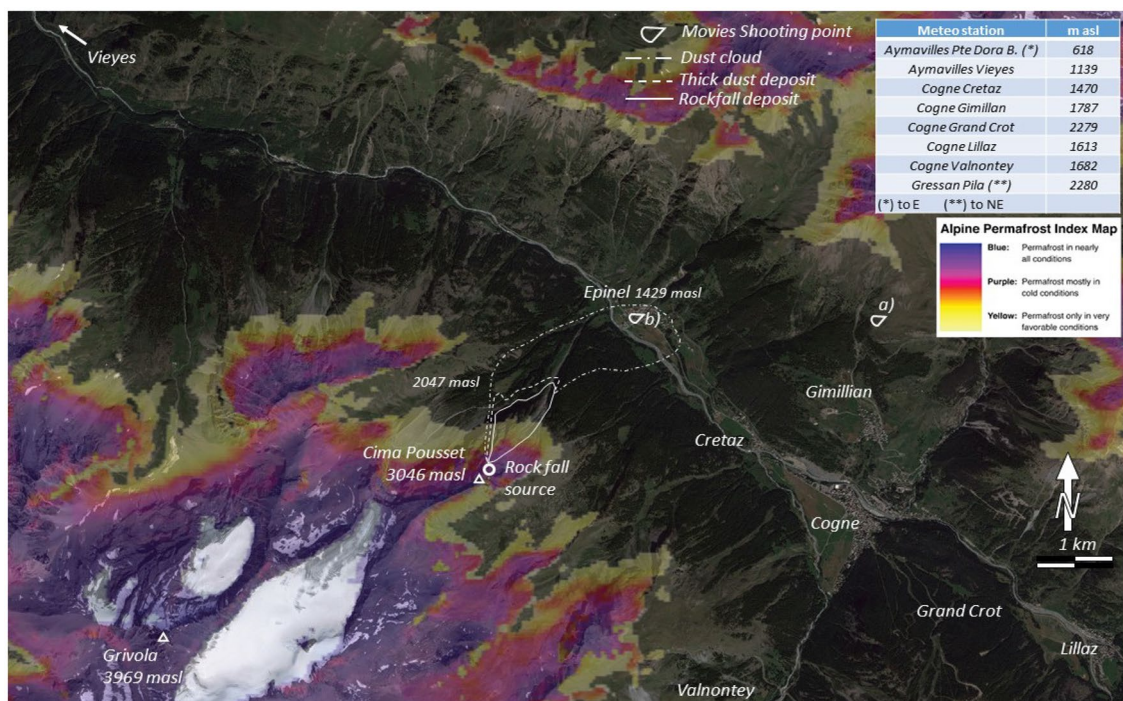 Vieyes
Movies Shooting point
Dust cloud
Thick dust deposit
Rockfall deposit
Meteo station m asl
Aymavilles Pte Dora B. (*) 618
Aymavilles Vieyes 1139
Cogne Cretaz 1470
Cogne Gimillan 1787
Cogne Grand Crot 2279
Cogne Lillaz 1613
Cogne Valnontey 1682
Gressan Pila (**) 2280
(*) to E (**) to NE
Alpine Permafrost Index Map
Blue: Permafrost in nearly
all conditions
Purple: Permafrost mostly in
cold conditions
Yellow: Permafrost only in very
favorable conditions
Epinel 1429 masl
b)
a)
2047 masl
Gimillian
Cretaz
Cima Pousset
3046 masl
Rock fall
source
N
Cogne
1 km
Grand Crot
Lillaz
Grivola
3969 masl
Valnontey